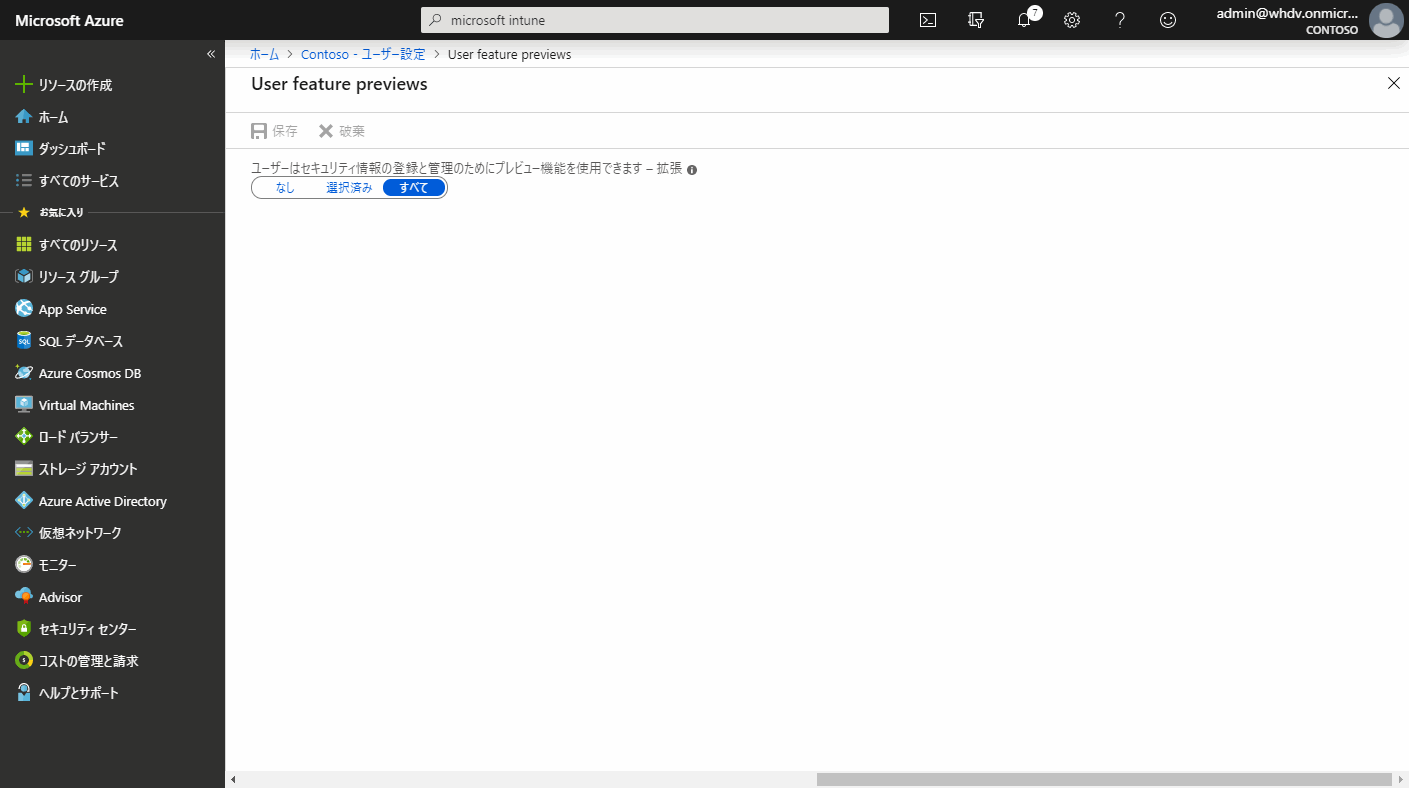 Microsoft Azure
microsoft intune
7
admin@whdv.onmicr...
CONTOSO
«
リソースの作成
ホーム
ダッシュボード
すべてのサービス
お気に入り
すべてのリソース
リソース グループ
App Service
SQL データベース
Azure Cosmos DB
Virtual Machines
ロード バランサー
ストレージ アカウント
Azure Active Directory
仮想ネットワーク
モニター
Advisor
セキュリティ センター
コストの管理と請求
ヘルプとサポート
ホーム > Contoso - ユーザー設定 > User feature previews
User feature previews
保存 破棄
ユーザーはセキュリティ情報の登録と管理のためにプレビュー機能を使用できます – 拡張
なし 選択済み すべて